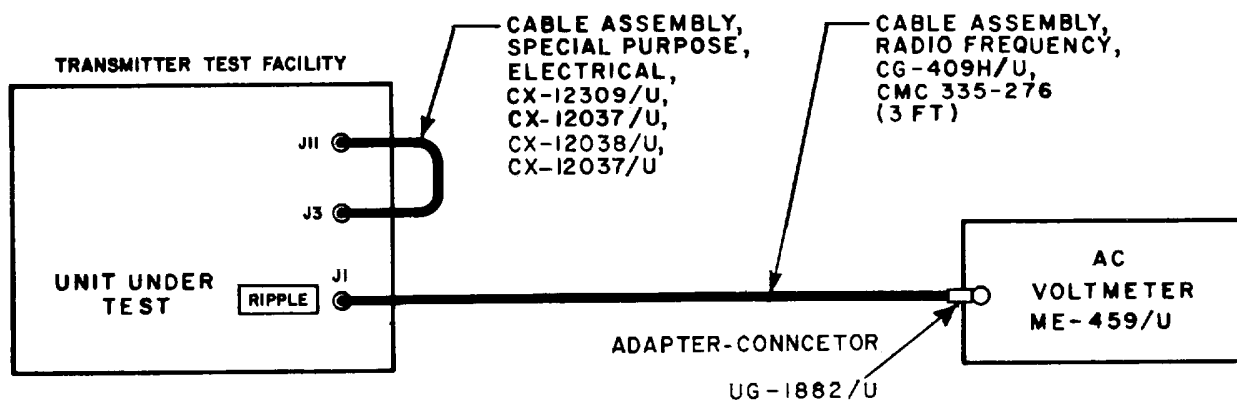 TRANSMITTER TEST FACILITY
J11
J3
J1
UNIT UNDER
TEST
RIPPLE
CABLE ASSEMBLY,
SPECIAL PURPOSE,
ELECTRICAL,
CX-12309/U,
CX-12037/U,
CX-12038/U,
CX-12037/U
CABLE ASSEMBLY,
RADIO FREQUENCY,
CG-409H/U,
CMC 335-276
(3 FT)
AC
VOLTMETER
ME-459/U
ADAPTER-CONNCETOR
UG-1882/U